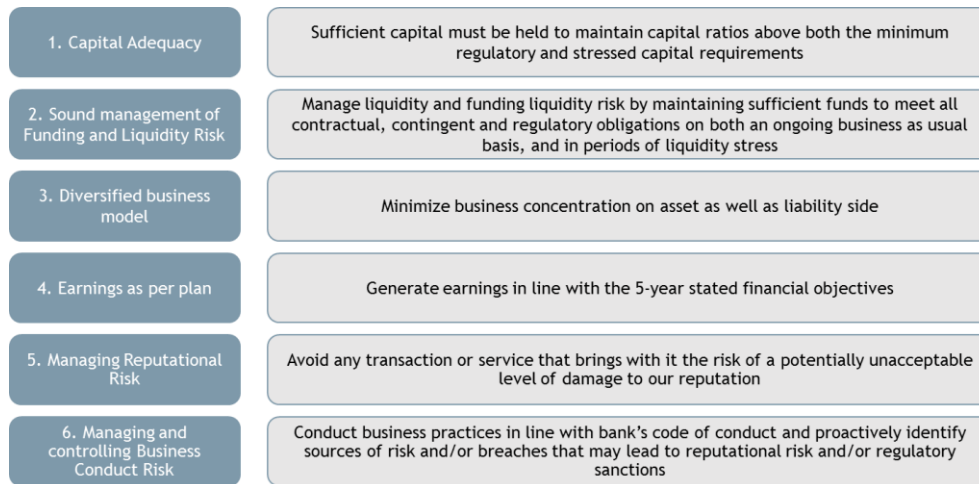 1. Capital Adequacy
Sufficient capital must be held to maintain capital ratios above both the minimum
regulatory and stressed capital requirements
2. Sound management of
Funding and Liquidity Risk
Manage liquidity and funding liquidity risk by maintaining sufficient funds to meet all
contractual, contingent and regulatory obligations on both an ongoing business as usual
basis, and in periods of liquidity stress
3. Diversified business
model
Minimize business concentration on asset as well as liability side
4. Earnings as per plan
Generate earnings in line with the 5-year stated financial objectives
5. Managing Reputational
Risk
Avoid any transaction or service that brings with it the risk of a potentially unacceptable
level of damage to our reputation
6. Managing and
controlling Business
Conduct Risk
Conduct business practices in line with bank's code of conduct and proactively identify
sources of risk and/or breaches that may lead to reputational risk and/or regulatory
sanctions